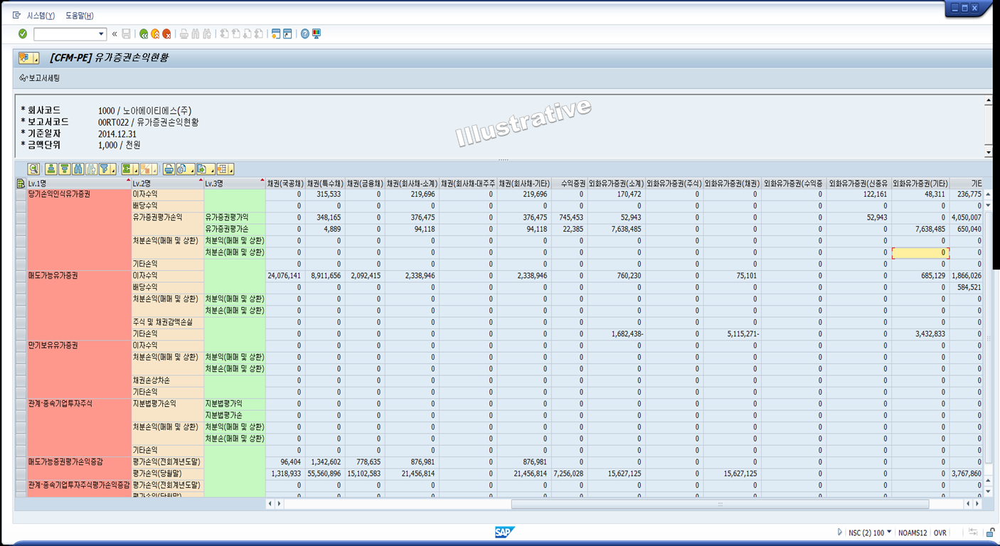 시스템(Y) 도움말(H)
[CFM-PE] 유가증권손익현황
보고서세팅
* 회사코드 1000 / 노아에이티에스(주)
* 보고서코드 00RT022 / 유가증권손익현황
* 기준일자 2014.12.31
* 금액단위 1,000 / 천원
Illustrative
Lv.1명 Lv.2명 Lv.3명 채권(국공채) 채권(특수채) 채권(금융채) 채권(회사채-소계) 채권(회사채-대주주 채권(회사채-기타) 수익증권 외화유가증권(소계) 외화유가증권(주식) 외화유가증권(채권) 외화유가증권(수익증 외화유가증권(신종유 외화유가증권(기타) 기타
당기손익인식유가증권 이자수익 0 315,533 0 219,696 0 219,696 0 170,472 0 0 0 122,161 48,311 236,775
배당수익 0 0 0 0 0 0 0 0 0 0 0 0 0 0
유가증권평가손익 유가증권평가익 0 348,165 0 376,475 0 376,475 745,453 52,943 0 0 0 52,943 0 4,050,007
유가증권평가손 0 4,889 0 94,118 0 94,118 22,385 7,638,485 0 0 0 0 7,638,485 650,040
처분손익(매매 및 상환) 처분익(매매 및 상환) 0 0 0 0 0 0 0 0 0 0 0 0 0 0
처분손(매매 및 상환) 0 0 0 0 0 0 0 0 0 0 0 0 0 0
기타손익 0 0 0 0 0 0 0 0 0 0 0 0 0 0
매도가능유가증권 이자수익 24,076,141 8,911,656 2,092,415 2,338,946 0 2,338,946 0 760,230 0 75,101 0 0 685,129 1,866,026
배당수익 0 0 0 0 0 0 0 0 0 0 0 0 0 584,521
처분손익(매매 및 상환) 처분익(매매 및 상환) 0 0 0 0 0 0 0 0 0 0 0 0 0 0
처분손(매매 및 상환) 0 0 0 0 0 0 0 0 0 0 0 0 0 0
주식 및 채권감액손실 0 0 0 0 0 0 0 0 0 0 0 0 0 0
기타손익 0 0 0 0 0 0 0 1,682,438- 0 5,115,271- 0 0 3,432,833 0
만기보유유가증권 이자수익 0 0 0 0 0 0 0 0 0 0 0 0 0 0
처분손익(매매 및 상환) 처분익(매매 및 상환) 0 0 0 0 0 0 0 0 0 0 0 0 0 0
처분손(매매 및 상환) 0 0 0 0 0 0 0 0 0 0 0 0 0 0
채권손상차손 0 0 0 0 0 0 0 0 0 0 0 0 0 0
기타손익 0 0 0 0 0 0 0 0 0 0 0 0 0 0
관계·종속기업투자주식 지분법평가손익 지분법평가익 0 0 0 0 0 0 0 0 0 0 0 0 0 0
지분법평가손 0 0 0 0 0 0 0 0 0 0 0 0 0 0
처분손익(매매 및 상환) 처분익(매매 및 상환) 0 0 0 0 0 0 0 0 0 0 0 0 0 0
처분손(매매 및 상환) 0 0 0 0 0 0 0 0 0 0 0 0 0 0
기타손익 0 0 0 0 0 0 0 0 0 0 0 0 0 0
매도가능증권평가손익증감 평가손익(전회계년도말) 96,404 1,342,602 778,635 876,981 0 876,981 0 0 0 0 0 0 0 0
평가손익(당월말) 1,318,933 55,560,896 15,102,583 21,456,814 0 21,456,814 7,256,028 15,627,125 0 15,627,125 0 0 0 3,767,860
관계·종속기업투자주식평가손익증감 평가손익(전회계년도말) 0 0 0 0 0 0 0 0 0 0 0 0 0 0
평가손익(당월말) 0 0 0 0 0 0 0 0 0 0 0 0 0 0
SAP NSC (2) 100 NOAMS12 OVR